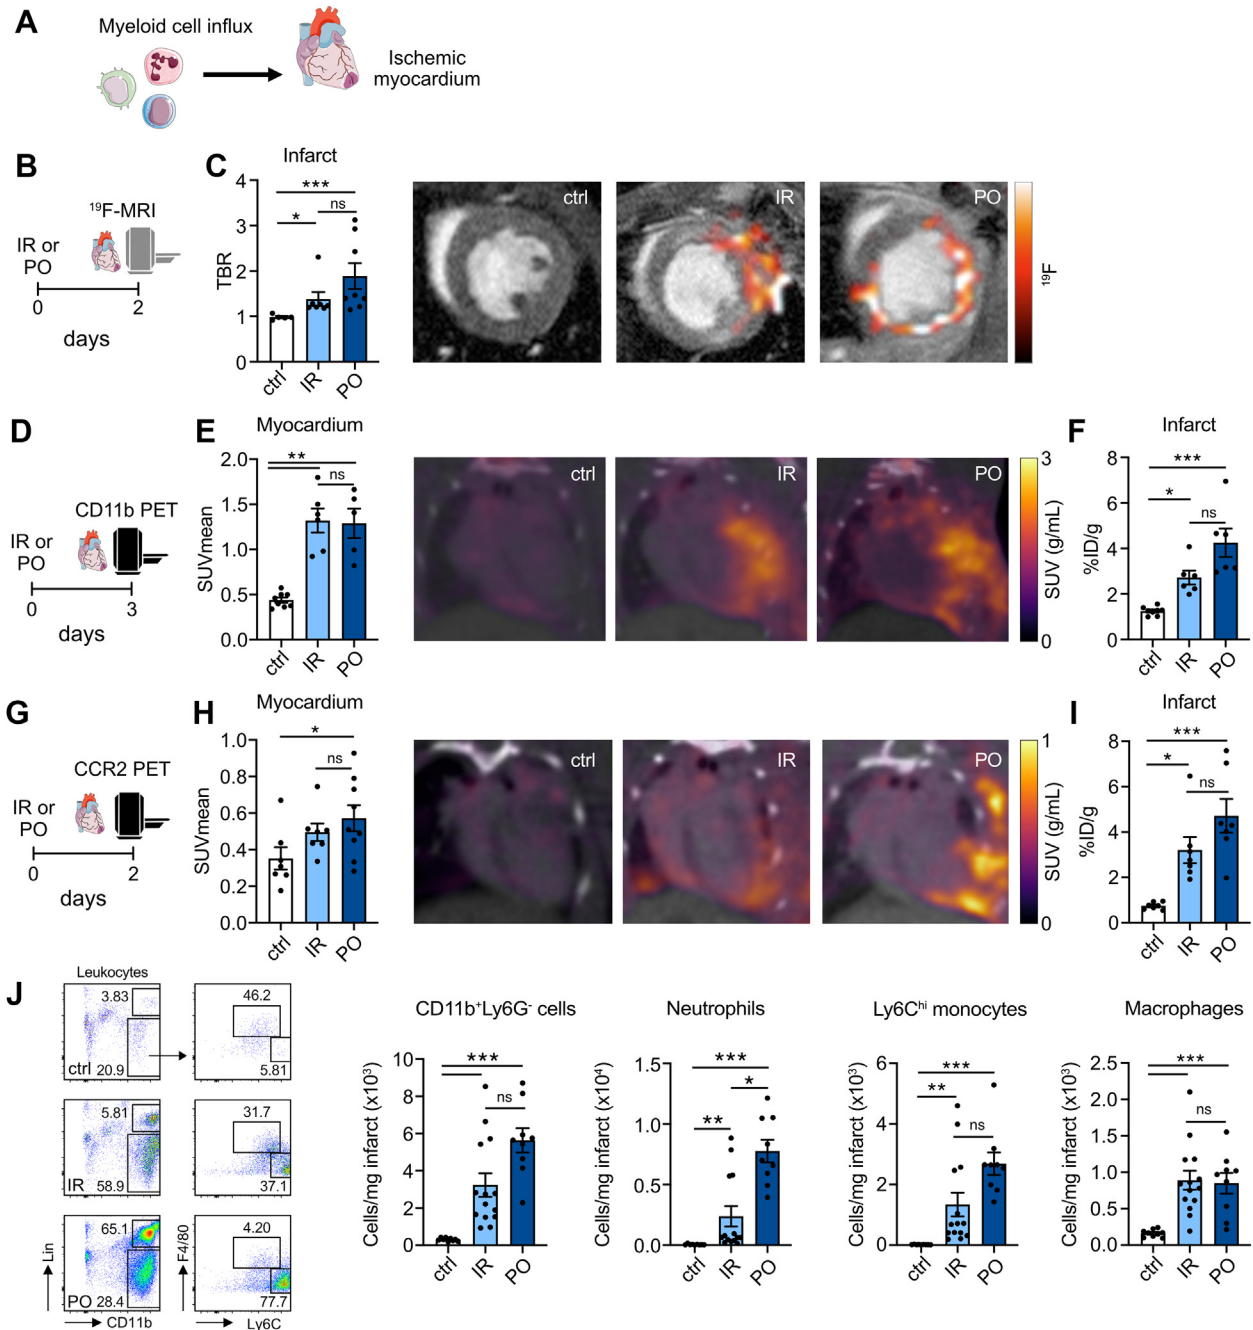 A
Myeloid cell influx
Ischemic
myocardium
B
¹⁹F-MRI
IR or
PO
0
2
days
C
Infarct
***
*
ns
TBR
4
3
2
1
0
ctrl
IR
PO
ctrl
IR
PO
¹⁹F
D
CD11b PET
IR or
PO
0
3
days
E
Myocardium
**
ns
SUVmean
2.0
1.5
1.0
0.5
0.0
ctrl
IR
PO
ctrl
IR
PO
3
SUV (g/mL)
0
F
Infarct
***
*
ns
%ID/g
8
6
4
2
0
ctrl
IR
PO
G
CCR2 PET
IR or
PO
0
2
days
H
Myocardium
*
ns
SUVmean
1.0
0.8
0.6
0.4
0.2
0.0
ctrl
IR
PO
ctrl
IR
PO
1
SUV (g/mL)
0
I
Infarct
***
*
ns
%ID/g
8
6
4
2
0
ctrl
IR
PO
J
Leukocytes
3.83
ctrl 20.9
46.2
5.81
5.81
IR 58.9
31.7
37.1
65.1
PO 28.4
4.20
77.7
Lin
CD11b
F4/80
Ly6C
CD11b⁺Ly6G⁻ cells
***
ns
Cells/mg infarct (x10³)
10
8
6
4
2
0
ctrl
IR
PO
Neutrophils
***
*
**
Cells/mg infarct (x10⁴)
1.5
1.0
0.5
0.0
ctrl
IR
PO
Ly6Cʰⁱ monocytes
***
**
ns
Cells/mg infarct (x10³)
6
4
2
0
ctrl
IR
PO
Macrophages
***
ns
Cells/mg infarct (x10³)
2.5
2.0
1.5
1.0
0.5
0.0
ctrl
IR
PO